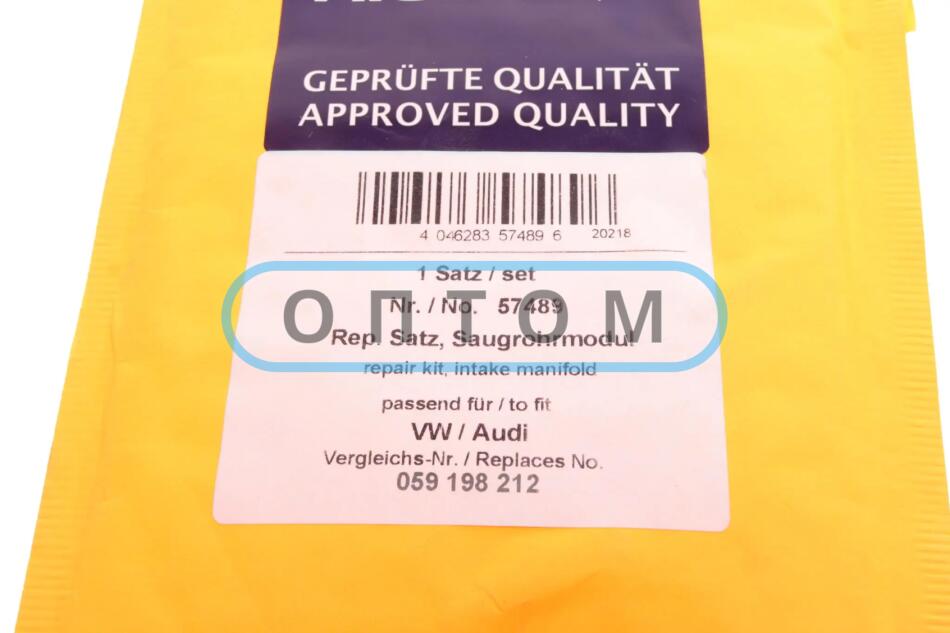 GEPRÜFTE QUALITÄT
APPROVED QUALITY
4 046283 57489 6 20218
1 Satz / set
Nr. / No. 57489
ОПТОМ
Rep. Satz, Saugrohrmodul
repair kit, intake manifold
passend für / to fit
VW / Audi
Vergleichs-Nr. / Replaces No.
059 198 212